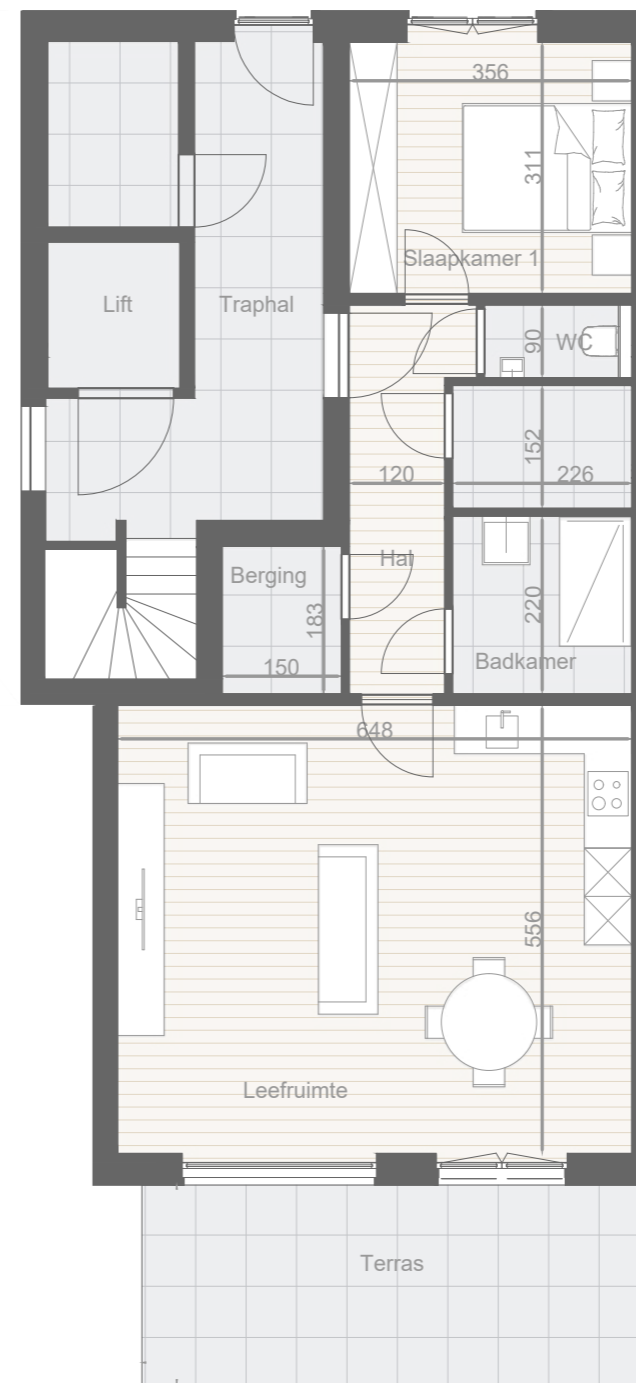 356
311
Slaapkamer 1
Lift
Traphal
90
WC
152
120
226
Hal
Berging
183
220
150
Badkamer
648
556
Leefruimte
Terras